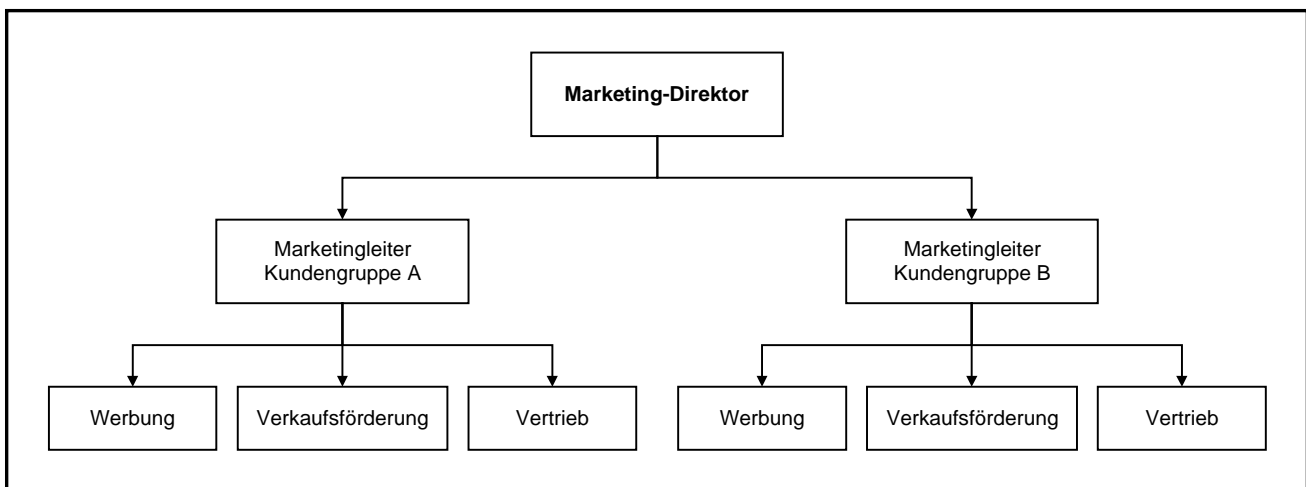 Marketing-Direktor
Marketingleiter
Kundengruppe A
Marketingleiter
Kundengruppe B
Werbung
Verkaufsförderung
Vertrieb
Werbung
Verkaufsförderung
Vertrieb